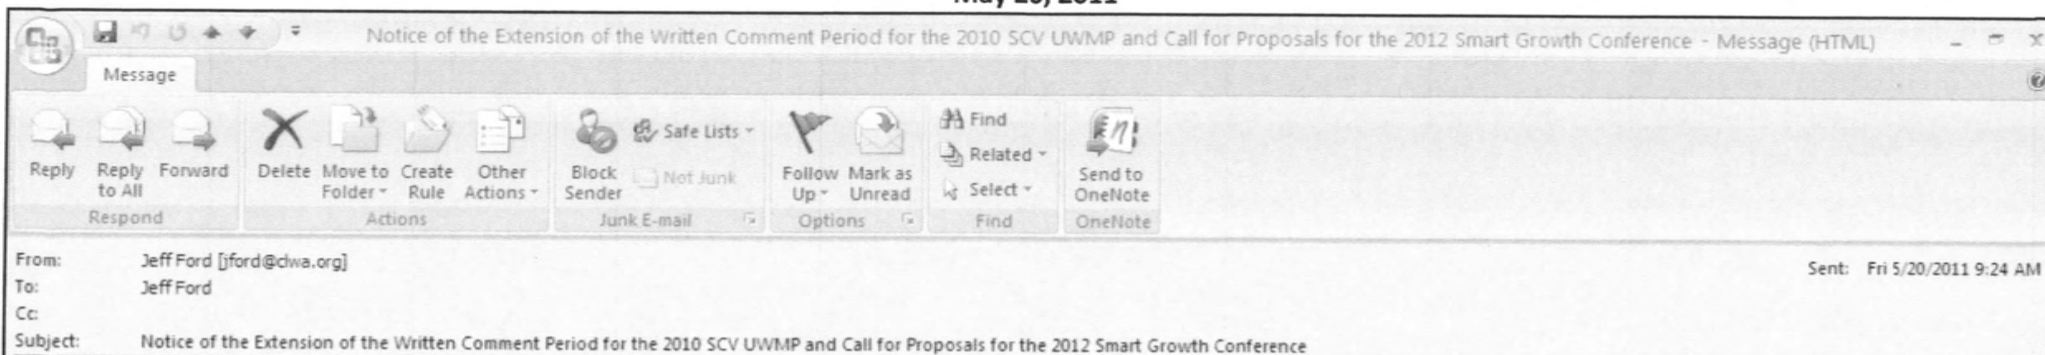 May 20, 2011
Notice of the Extension of the Written Comment Period for the 2010 SCV UWMP and Call for Proposals for the 2012 Smart Growth Conference - Message (HTML)
Message
Reply Reply to All Forward
Respond
Delete Move to Folder Create Rule Other Actions
Actions
Block Sender Safe Lists Not Junk
Junk E-mail
Follow Up Mark as Unread
Options
Find Related Select
Find
Send to OneNote
OneNote
From: Jeff Ford [jford@clwa.org]
Sent: Fri 5/20/2011 9:24 AM
To: Jeff Ford
Cc:
Subject: Notice of the Extension of the Written Comment Period for the 2010 SCV UWMP and Call for Proposals for the 2012 Smart Growth Conference